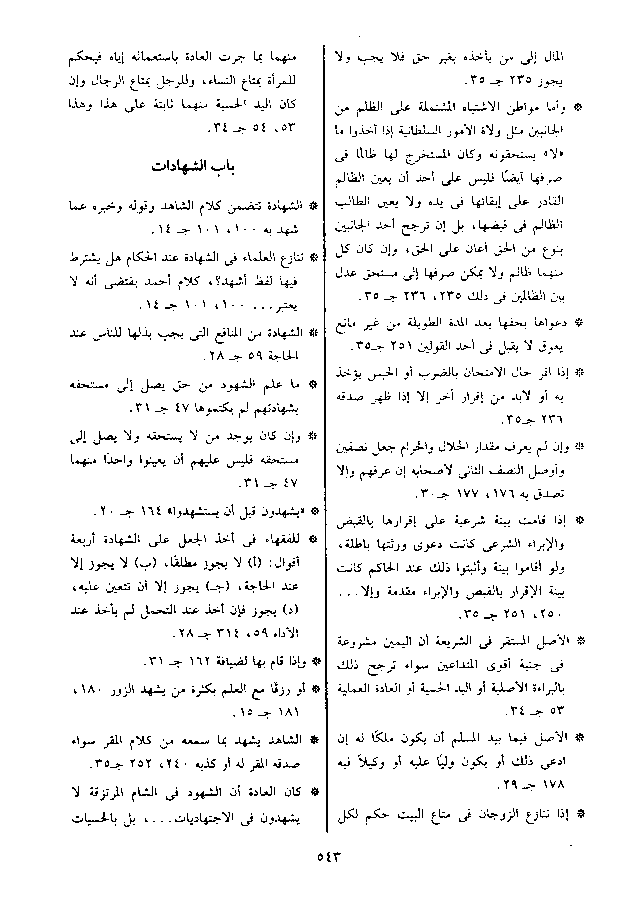 المال إلى من يأخذه بغير حق فلا يجب ولا
يجوز ٢٣٥ جـ ٣٥.
* وأما مواطن الاشتباه المشتملة على الظلم من
الجانبين مثل ولاة الأمور السلطانية إذا أخذوا ما
«لا» يستحقونه وكان المستخرج لها ظالمًا فى
صرفها أيضًا فليس على أحد أن يعين الظالم
القادر على إبقائها فى يده ولا يعين الطالب
الظالم فى قبضها، بل إن ترجح أحد الجانبين
بنوع من الحق أعان على الحق، وإن كان كل
منهما ظالم ولا يمكن صرفها إلى مستحق عدل
بين الظالمين فى ذلك ٢٣٥، ٢٣٦ جـ ٣٥.
* دعواها بحقها بعد المدة الطويلة من غير مانع
يعوق لا يقبل فى أحد القولين ٢٥١ جـ٣٥.
* إذا اقر حال الامتحان بالضرب أو الحبس يؤخذ
به أو لابد من إقرار أخر إلا إذا ظهر صدقه
٢٣٦ جـ٣٥.
* وإن لم يعرف مقدار الحلال والحرام جعل نصفين
وأوصل النصف الثانى لأصحابه إن عرفهم وإلا
تصدق به ١٧٦، ١٧٧ جـ٣٠.
* إذا قامت بينة شرعية على إقرارها بالقبض
والإبراء الشرعى كانت دعوى ورثتها باطلة،
ولو أقاموا بينة وأثبتوا ذلك عند الحاكم كانت
بينة الإقرار بالقبض والإبراء مقدمة وإلا...
٢٥٠، ٢٥١ جـ ٣٥.
* الأصل المستقر فى الشريعة أن اليمين مشروعة
فى جنبة أقوى المتداعين سواء ترجح ذلك
بالبراءة الأصلية أو اليد الحسية أو العادة العملية
٥٣ جـ ٣٤.
* الأصل فيما بيد المسلم أن يكون ملكًا له إن
ادعى ذلك أو يكون وليًا عليه أو وكيلاً فيه
١٧٨ جـ ٢٩.
* إذا تنازع الزوجان فى متاع البيت حكم لكل
منهما بما جرت العادة باستعماله إياه فيحكم
للمرأة بمتاع النساء، وللرجل بمتاع الرجال وإن
كان اليد الحسية منهما ثابتة على هذا وهذا
٥٣، ٥٤ جـ ٣٤.
باب الشهادات
* الشهادة تتضمن كلام الشاهد وقوله وخبره عما
شهد به ١٠٠، ١٠١ جـ ١٤.
* تنازع العلماء فى الشهادة عند الحكام هل يشترط
فيها لفظ أشهد؟، كلام أحمد يقتضى أنه لا
يعتبر... ١٠٠، ١٠١ جـ ١٤.
* الشهادة من المنافع التى يجب بذلها للناس عند
الحاجة ٥٩ جـ ٢٨.
* ما علم الشهود من حق يصل إلى مستحقه
بشهادتهم لم يكتموها ٤٧ جـ ٣١.
* وإن كان يوجد من لا يستحقه ولا يصل إلى
مستحقه فليس عليهم أن يعينوا واحدًا منهما
٤٧ جـ ٣١.
* «يشهدون قبل أن يستشهدوا» ١٦٤ جـ ٢٠.
* للفقهاء فى أخذ الجعل على الشهادة أربعة
أقوال: (أ) لا يجوز مطلقًا، (ب) لا يجوز إلا
عند الحاجة، (جـ) يجوز إلا أن تتعين عليه،
(د) يجوز فإن أخذ عند التحمل لم يأخذ عند
الأداء ٥٩، ٣١٤ جـ ٢٨.
* وإذا قام بها لضيافة ١٦٢ جـ ٣١.
* أو رزقًا مع العلم بكثرة من يشهد الزور ١٨٠،
١٨١ جـ ١٥.
* الشاهد يشهد بما سمعه من كلام المقر سواء
صدقه المقر له أو كذبه ٢٤٠، ٢٥٢ جـ٣٥.
* كان العادة أن الشهود فى الشام المرتزقة لا
يشهدون فى الاجتهاديات...، بل بالحسيات
٥٤٣